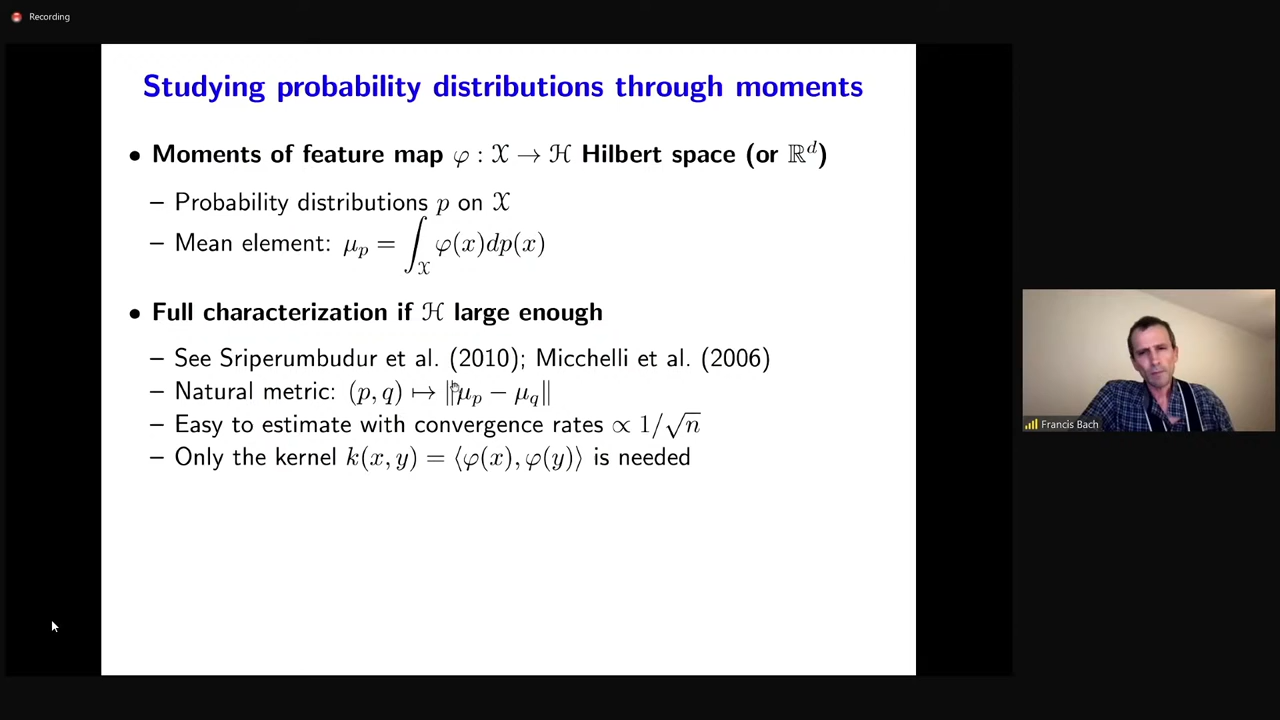 Recording
Studying probability distributions through moments
• Moments of feature map φ : 𝒳 → ℋ Hilbert space (or ℝᵈ)
– Probability distributions p on 𝒳
– Mean element: μₚ = ∫_𝒳 φ(x)dp(x)
• Full characterization if ℋ large enough
– See Sriperumbudur et al. (2010); Micchelli et al. (2006)
– Natural metric: (p, q) ↦ ‖μ_p − μ_q‖
– Easy to estimate with convergence rates ∝ 1/√n
– Only the kernel k(x, y) = ⟨φ(x), φ(y)⟩ is needed
Francis Bach